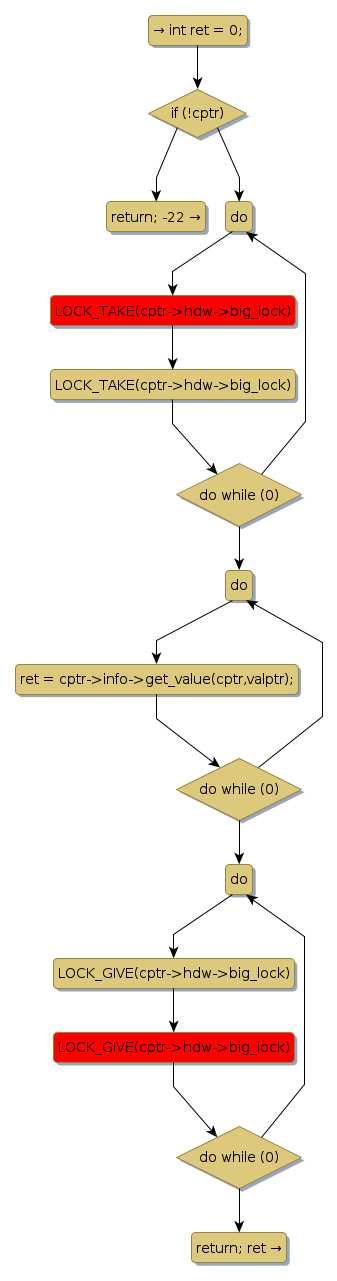 → int ret = 0;
if (!cptr)
return; -22 →
do
LOCK_TAKE(cptr->hdw->big_lock)
LOCK_TAKE(cptr->hdw->big_lock)
do while (0)
do
ret = cptr->info->get_value(cptr,valptr);
do while (0)
do
LOCK_GIVE(cptr->hdw->big_lock)
LOCK_GIVE(cptr->hdw->big_lock)
do while (0)
return; ret →